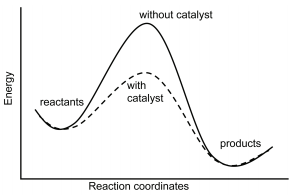 without catalyst
Energy
reactants
with
catalyst
products
Reaction coordinates